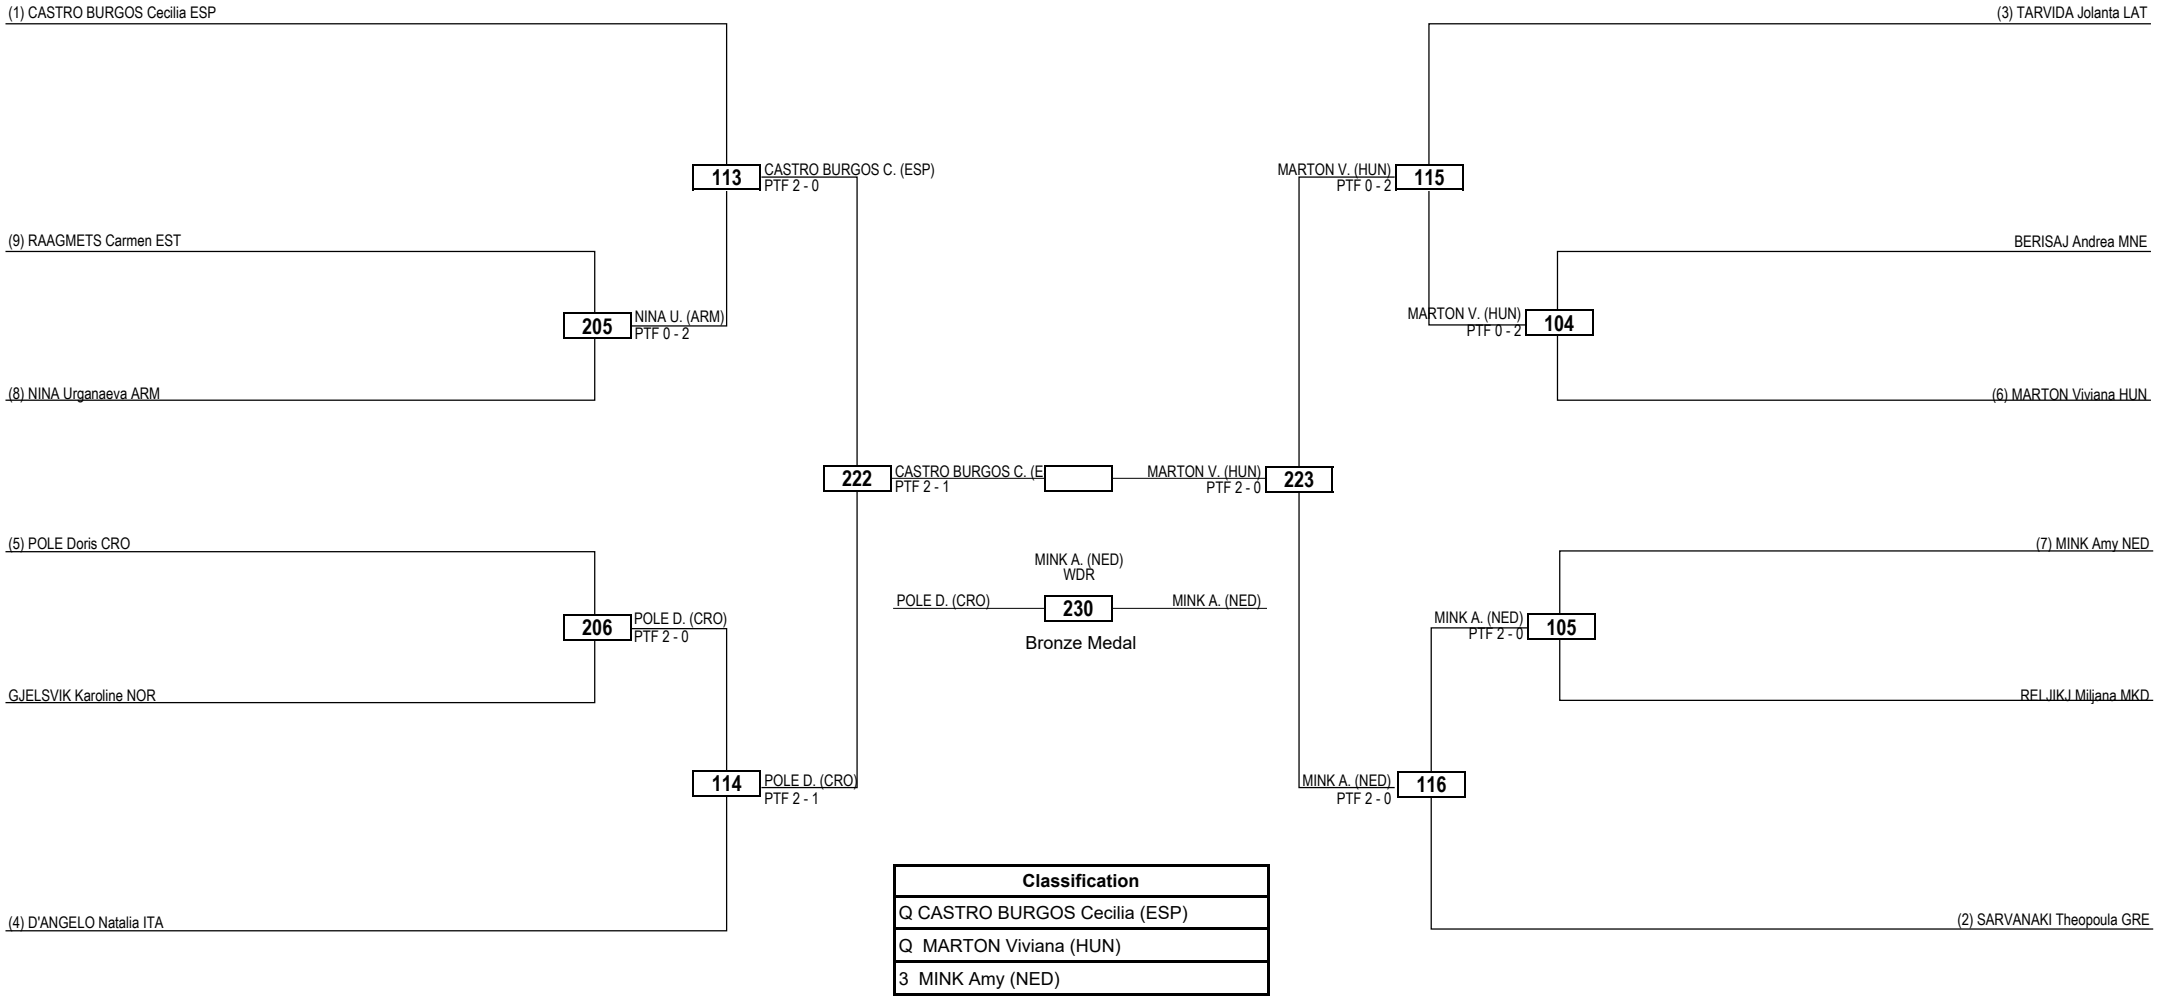 (1) CASTRO BURGOS Cecilia ESP
(3) TARVIDA Jolanta LAT
113
CASTRO BURGOS C. (ESP)
PTF 2 - 0
MARTON V. (HUN)
PTF 0 - 2
115
(9) RAAGMETS Carmen EST
BERISAJ Andrea MNE
205
NINA U. (ARM)
PTF 0 - 2
MARTON V. (HUN)
PTF 0 - 2
104
(8) NINA Urganaeva ARM
(6) MARTON Viviana HUN
222
CASTRO BURGOS C. (E
PTF 2 - 1
MARTON V. (HUN)
PTF 2 - 0
223
(5) POLE Doris CRO
(7) MINK Amy NED
MINK A. (NED)
WDR
POLE D. (CRO)
230
MINK A. (NED)
Bronze Medal
206
POLE D. (CRO)
PTF 2 - 0
MINK A. (NED)
PTF 2 - 0
105
GJELSVIK Karoline NOR
RELJIKJ Miljana MKD
114
POLE D. (CRO)
PTF 2 - 1
MINK A. (NED)
PTF 2 - 0
116
Classification
Q CASTRO BURGOS Cecilia (ESP)
Q MARTON Viviana (HUN)
3 MINK Amy (NED)
(4) D'ANGELO Natalia ITA
(2) SARVANAKI Theopoula GRE